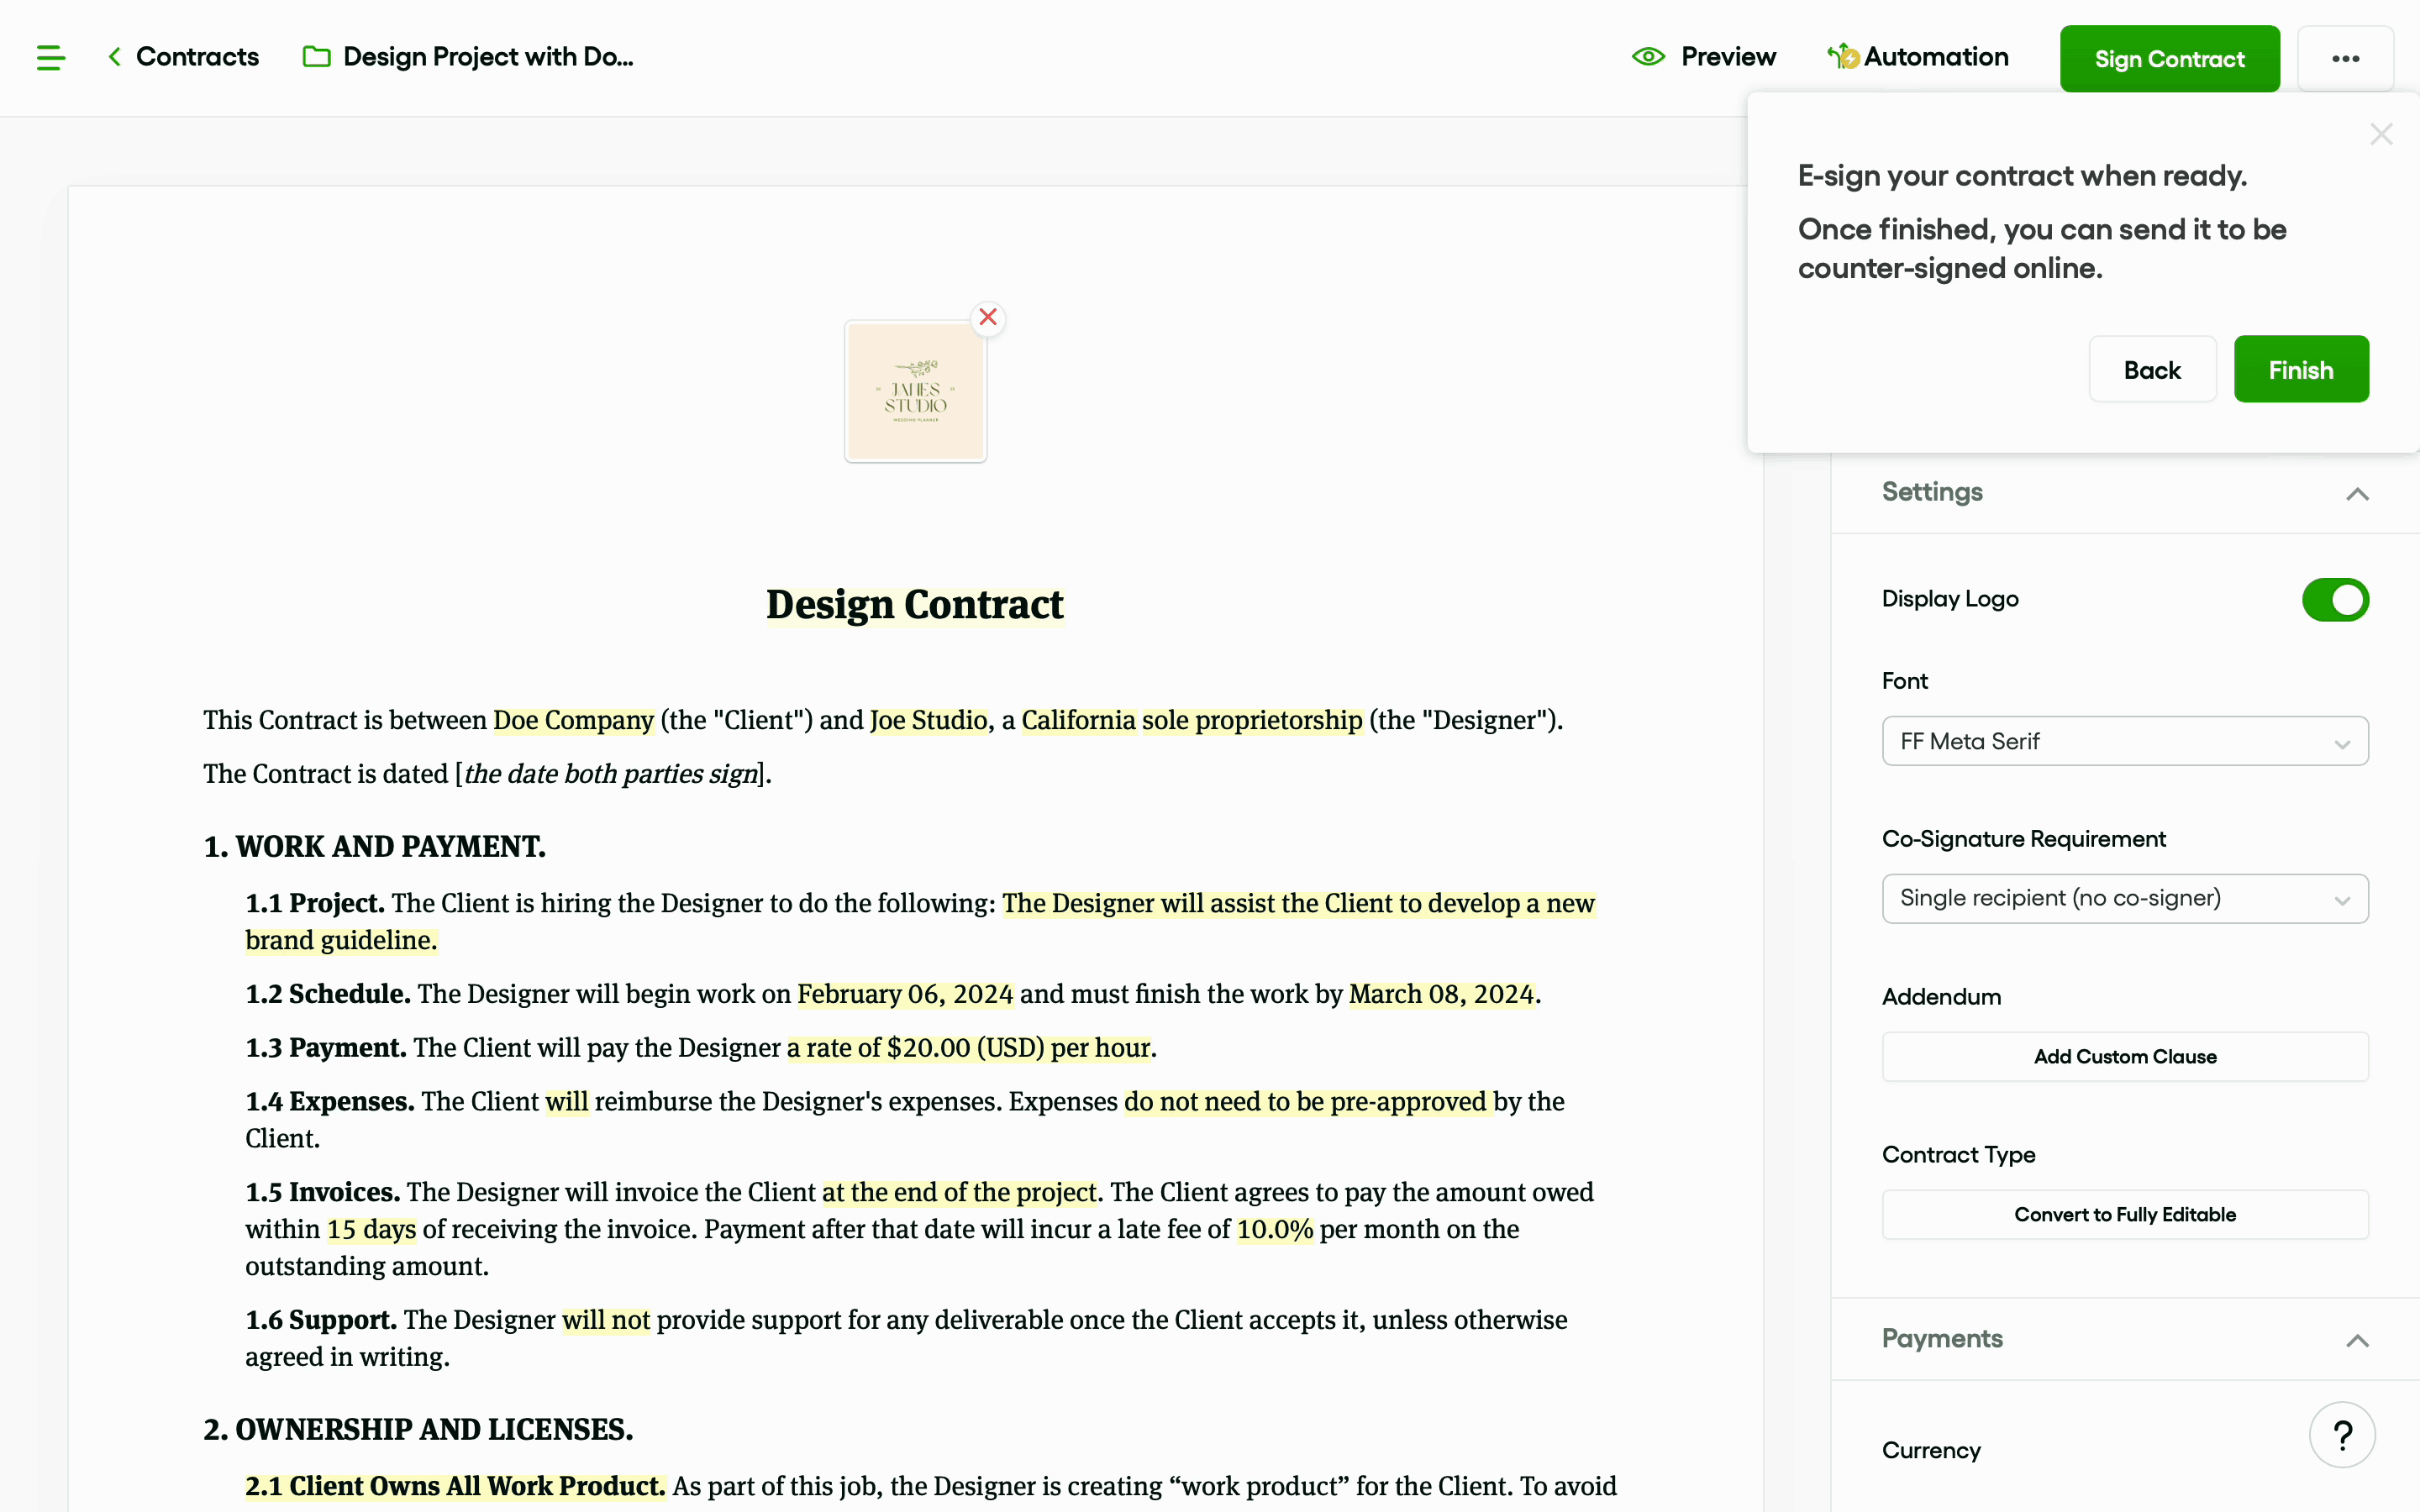 Contracts
Design Project with Do...
Preview
Automation
Sign Contract
E-sign your contract when ready.
Once finished, you can send it to be
counter-signed online.
Back
Finish
JAMES
STUDIO
WEDDING PLANNER
Design Contract
This Contract is between Doe Company (the "Client") and Joe Studio, a California sole proprietorship (the "Designer").
The Contract is dated [the date both parties sign].
1. WORK AND PAYMENT.
1.1 Project. The Client is hiring the Designer to do the following: The Designer will assist the Client to develop a new
brand guideline.
1.2 Schedule. The Designer will begin work on February 06, 2024 and must finish the work by March 08, 2024.
1.3 Payment. The Client will pay the Designer a rate of $20.00 (USD) per hour.
1.4 Expenses. The Client will reimburse the Designer's expenses. Expenses do not need to be pre-approved by the
Client.
1.5 Invoices. The Designer will invoice the Client at the end of the project. The Client agrees to pay the amount owed
within 15 days of receiving the invoice. Payment after that date will incur a late fee of 10.0% per month on the
outstanding amount.
1.6 Support. The Designer will not provide support for any deliverable once the Client accepts it, unless otherwise
agreed in writing.
2. OWNERSHIP AND LICENSES.
2.1 Client Owns All Work Product. As part of this job, the Designer is creating “work product” for the Client. To avoid
Settings
Display Logo
Font
FF Meta Serif
Co-Signature Requirement
Single recipient (no co-signer)
Addendum
Add Custom Clause
Contract Type
Convert to Fully Editable
Payments
Currency
?